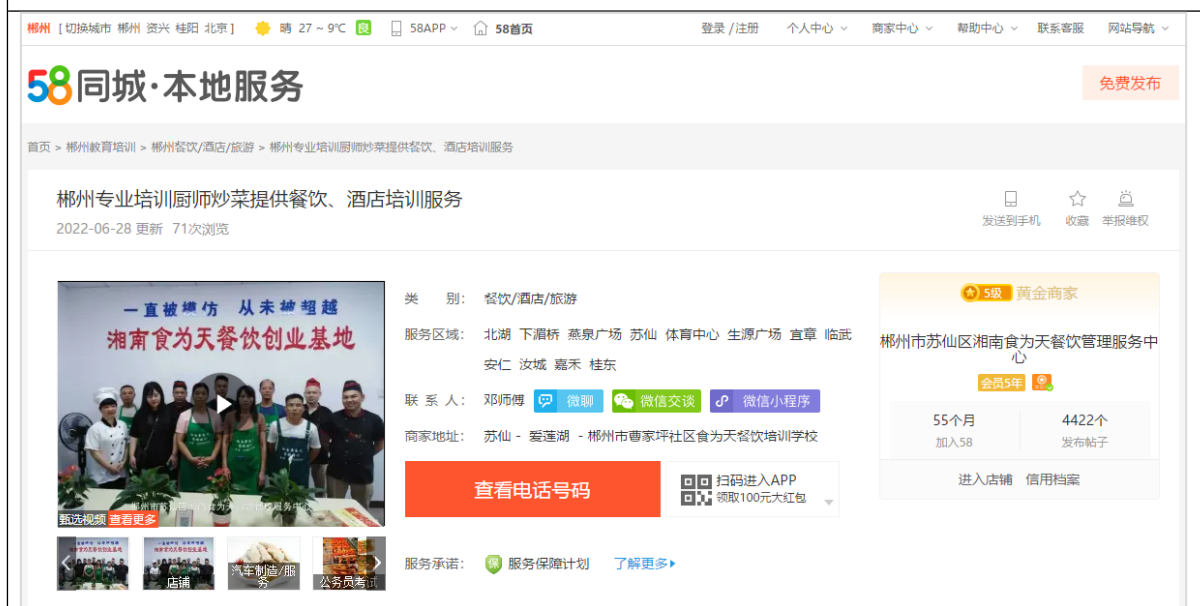 郴州 [ 切换城市 郴州 资兴 桂阳 北京 ] 晴 27 ~ 9℃ 良 58APP 58首页 登录 /注册 个人中心 商家中心 帮助中心 联系客服 网站导航
58同城·本地服务
免费发布
首页 > 郴州教育培训 > 郴州餐饮/酒店/旅游 > 郴州专业培训厨师炒菜提供餐饮、酒店培训服务
郴州专业培训厨师炒菜提供餐饮、酒店培训服务
2022-06-28 更新 71次浏览
发送到手机 收藏 举报维权
一直被模仿 从未被超越
湘南食为天餐饮创业基地
甄选视频 查看更多
店铺
汽车制造/服务
公务员考试
类 别： 餐饮/酒店/旅游
服务区域： 北湖 下湄桥 燕泉广场 苏仙 体育中心 生源广场 宜章 临武
安仁 汝城 嘉禾 桂东
联 系 人： 邓师傅 微聊 微信交谈 微信小程序
商家地址： 苏仙 - 爱莲湖 - 郴州市曹家坪社区食为天餐饮培训学校
查看电话号码
扫码进入APP
领取100元大红包
服务承诺： 保 服务保障计划 了解更多
5级 黄金商家
郴州市苏仙区湘南食为天餐饮管理服务中
心
会员5年
55个月 4422个
加入58 发布帖子
进入店铺 信用档案